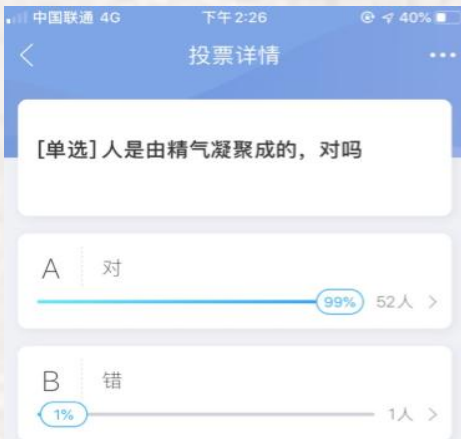 中国联通 4G 下午2:26 40%
投票详情
[单选]人是由精气凝聚成的，对吗
A 对
99% 52人
B 错
1% 1人